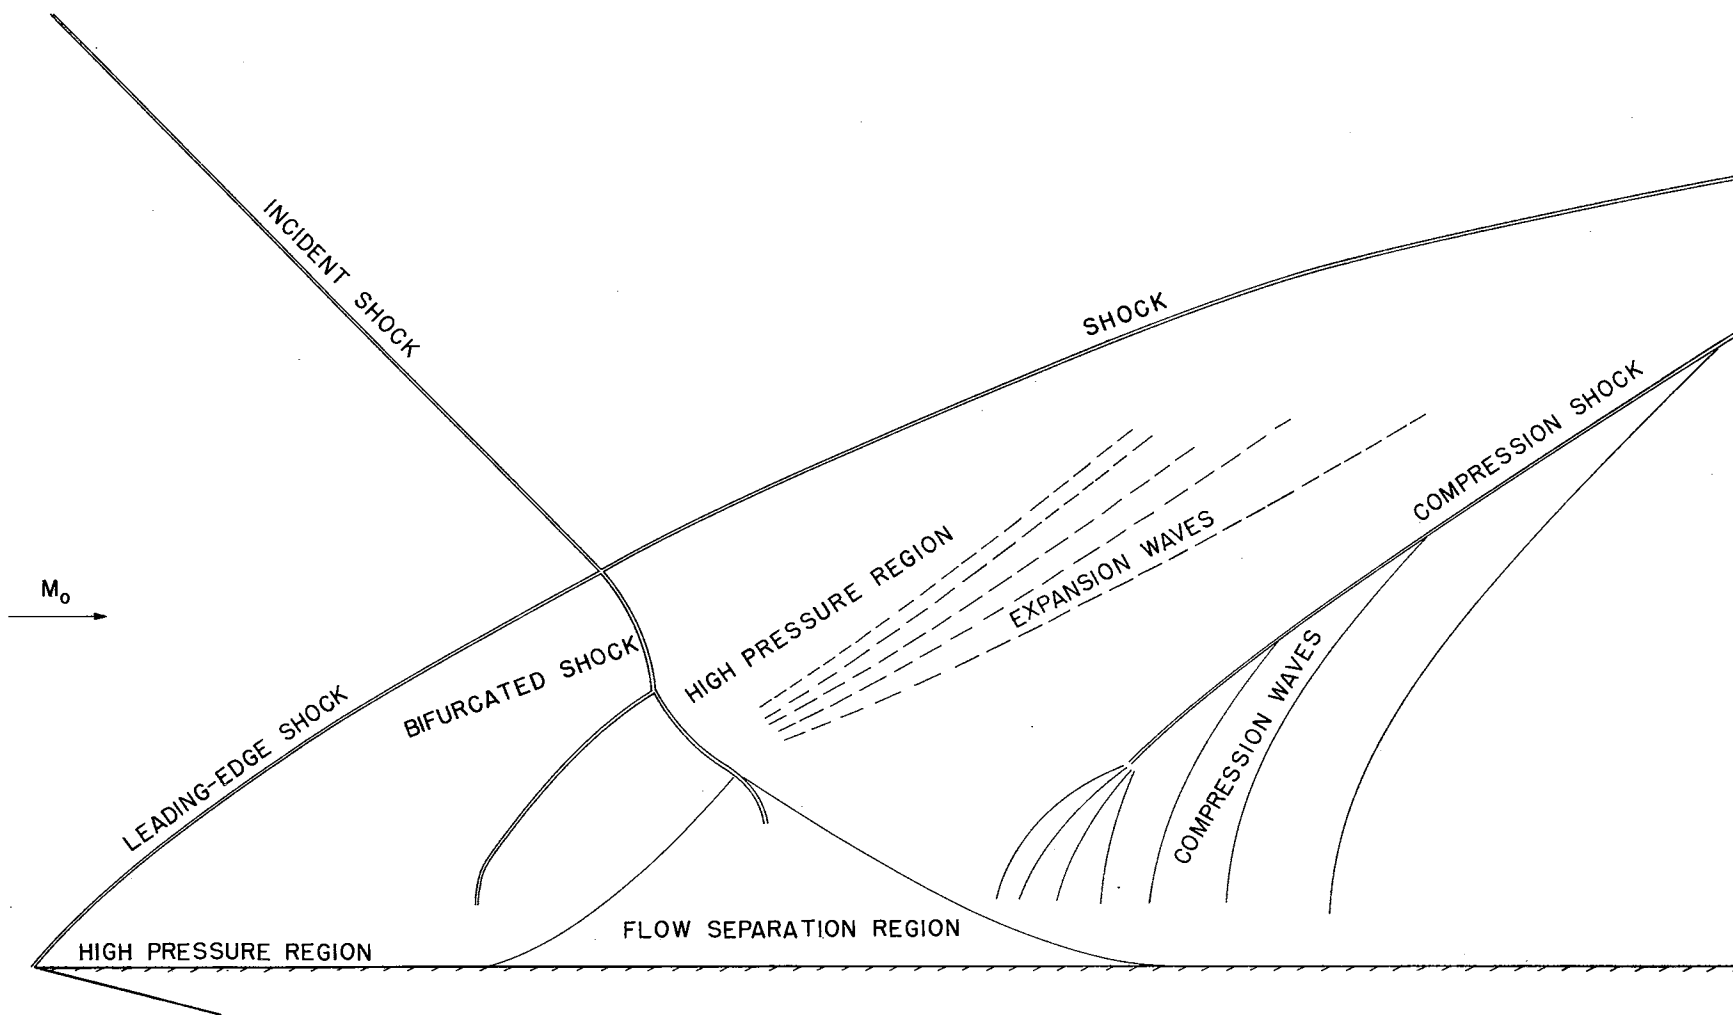 INCIDENT SHOCK
SHOCK
COMPRESSION SHOCK
HIGH PRESSURE REGION
EXPANSION WAVES
M₀
BIFURCATED SHOCK
COMPRESSION WAVES
LEADING-EDGE SHOCK
FLOW SEPARATION REGION
HIGH PRESSURE REGION